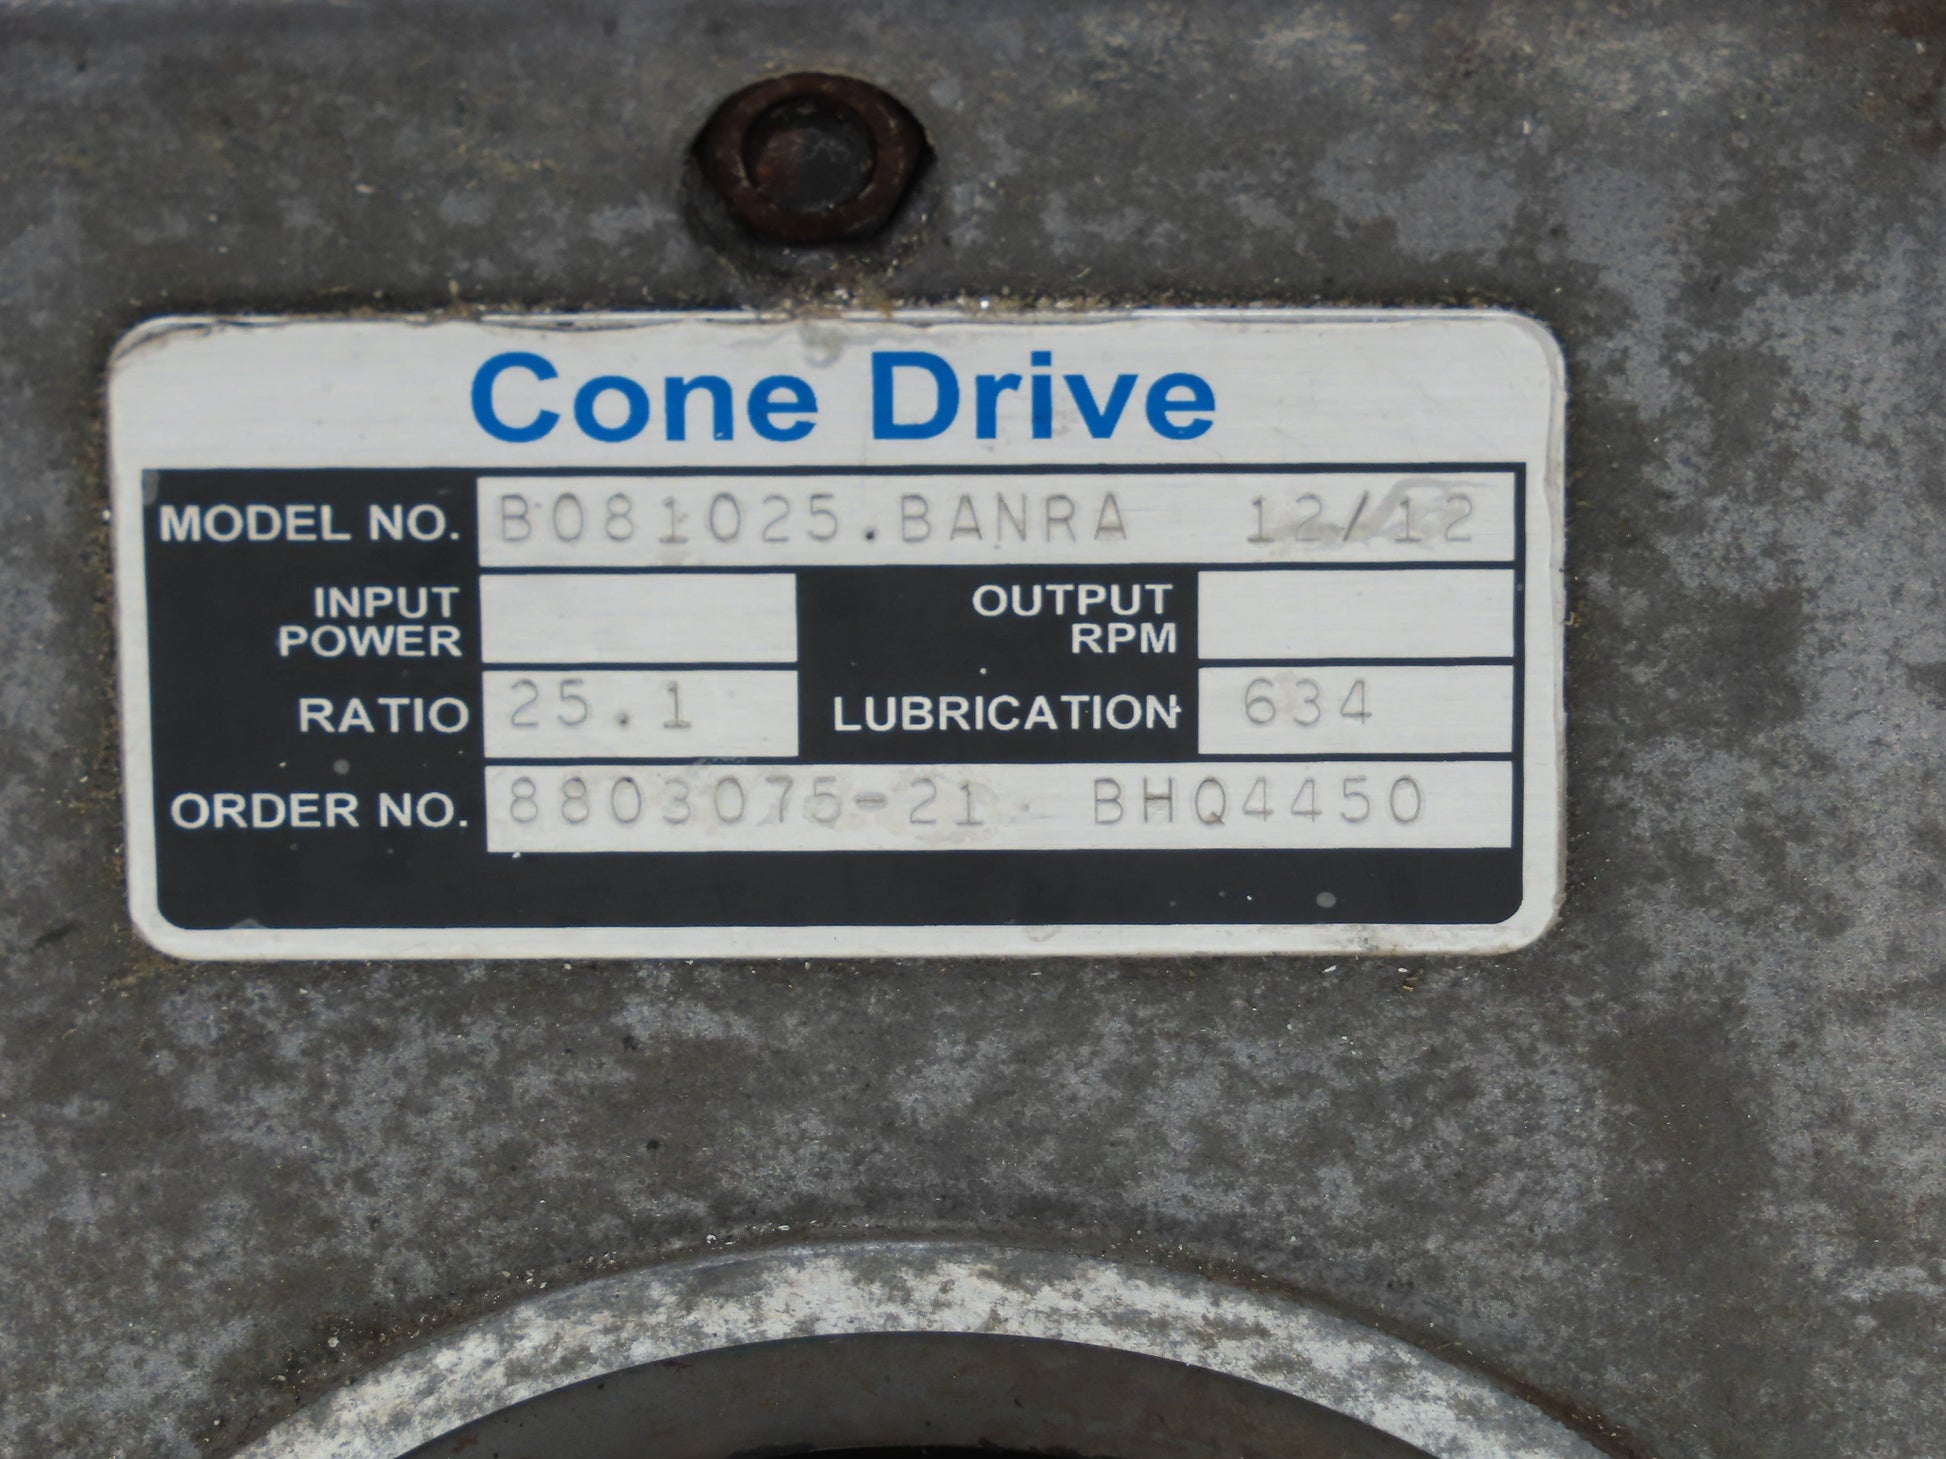 Cone Drive
MODEL NO. B081025.BANRA 12/12
INPUT POWER OUTPUT RPM
RATIO 25.1 LUBRICATION 634
ORDER NO. 8803075-21 BHQ4450